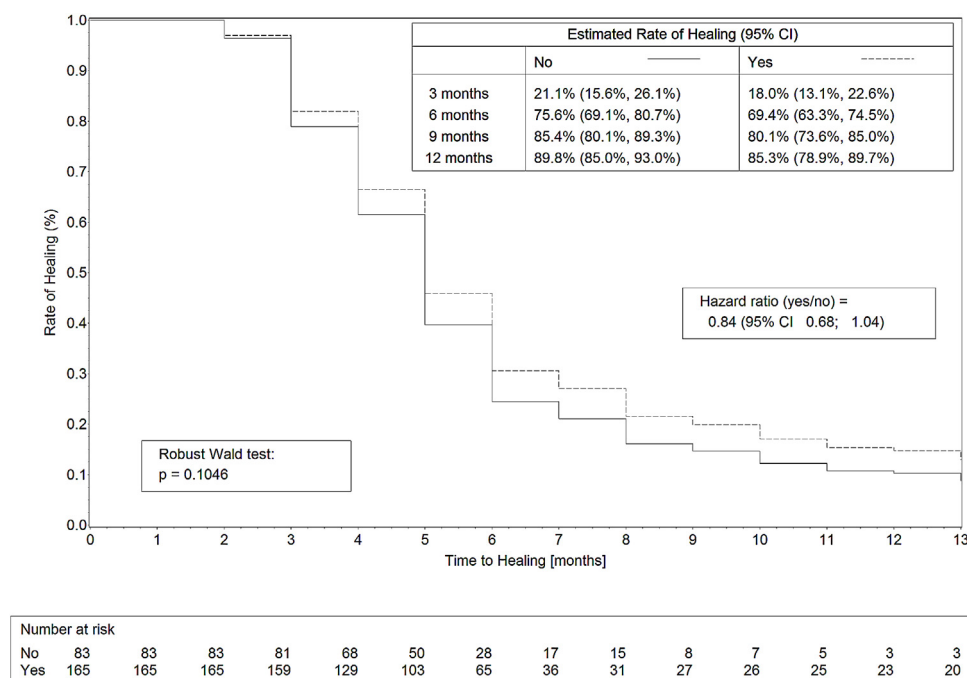 Estimated Rate of Healing (95% CI)
No Yes
3 months 21.1% (15.6%, 26.1%) 18.0% (13.1%, 22.6%)
6 months 75.6% (69.1%, 80.7%) 69.4% (63.3%, 74.5%)
9 months 85.4% (80.1%, 89.3%) 80.1% (73.6%, 85.0%)
12 months 89.8% (85.0%, 93.0%) 85.3% (78.9%, 89.7%)
Rate of Healing (%)
1.0
0.9
0.8
0.7
0.6
0.5
0.4
0.3
0.2
0.1
0.0
Hazard ratio (yes/no) =
0.84 (95% CI 0.68; 1.04)
Robust Wald test:
p = 0.1046
0 1 2 3 4 5 6 7 8 9 10 11 12 13
Time to Healing [months]
Number at risk
No 83 83 83 81 68 50 28 17 15 8 7 5 3 3
Yes 165 165 165 159 129 103 65 36 31 27 26 25 23 20